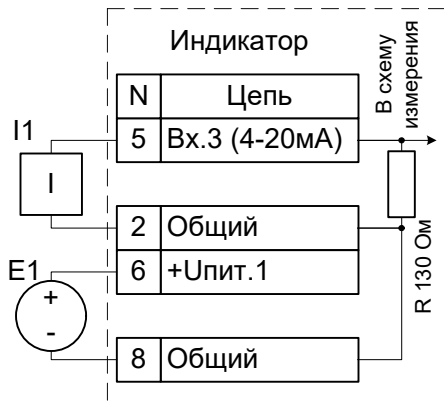 Индикатор
N Цепь
5 Вх.3 (4-20мА)
2 Общий
6 +Uпит.1
8 Общий
I1
I
E1
+
-
В схему
измерения
R 130 Ом